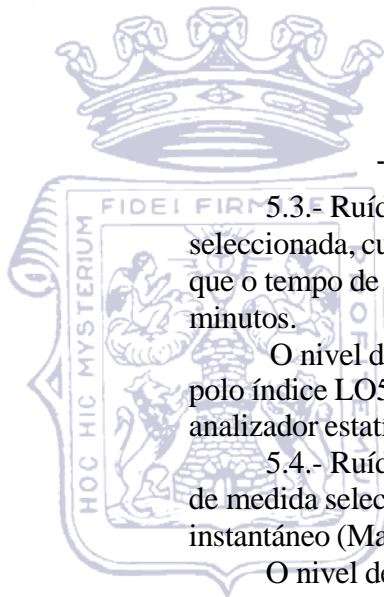 5.3.- Ruíd
seleccionada, cu
que o tempo de
minutos.
O nivel d
polo índice LO5
analizador estati
5.4.- Ruíd
de medida selec
instantáneo (Ma
O nivel de
FIDEI FIRM
HOC HIC MYSTERIUM